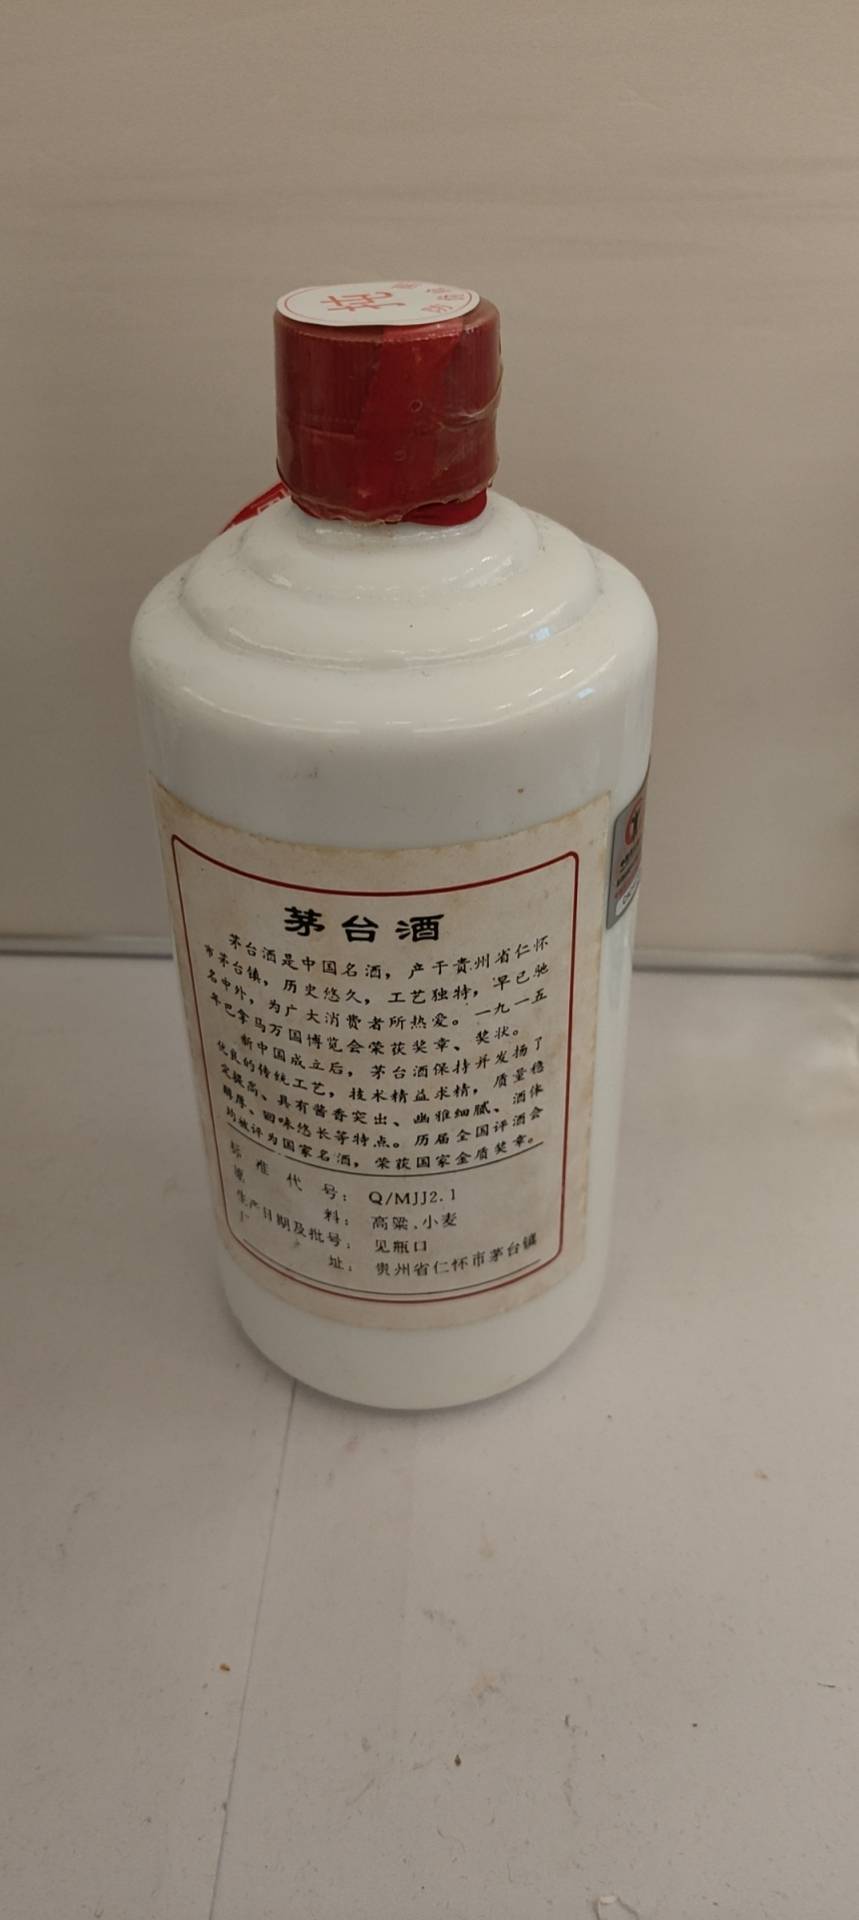 茅台酒
茅台酒是中国名酒，产于贵州省仁怀
市茅台镇，历史悠久，工艺独特，早已驰
名中外，为广大消费者所热爱。一九一五
年巴拿马万国博览会荣获奖章、奖状。
新中国成立后，茅台酒保持并发扬了
优良的传统工艺，技术精益求精，质量稳
定提高、具有酱香突出、幽雅细腻、酒体
醇厚、回味悠长等特点。历届全国评酒会
均被评为国家名酒，荣获国家金质奖章。
标准代号：Q/MJJ2.1
原料：高粱、小麦
生产日期及批号：见瓶口
厂址：贵州省仁怀市茅台镇